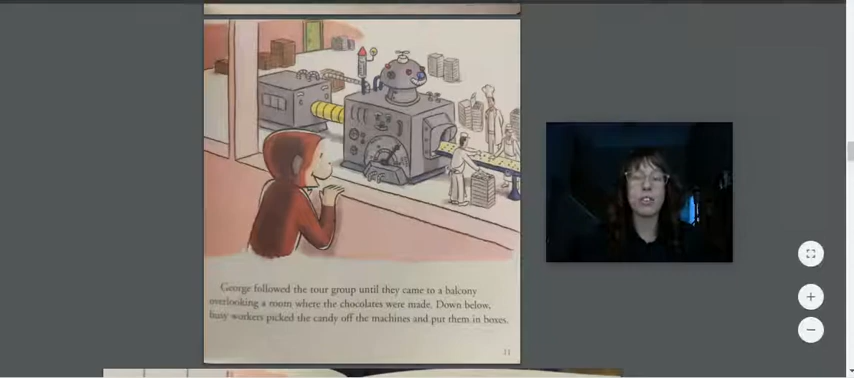 George followed the tour group until they came to a balcony
overlooking a room where the chocolates were made. Down below,
busy workers picked the candy off the machines and put them in boxes.
11